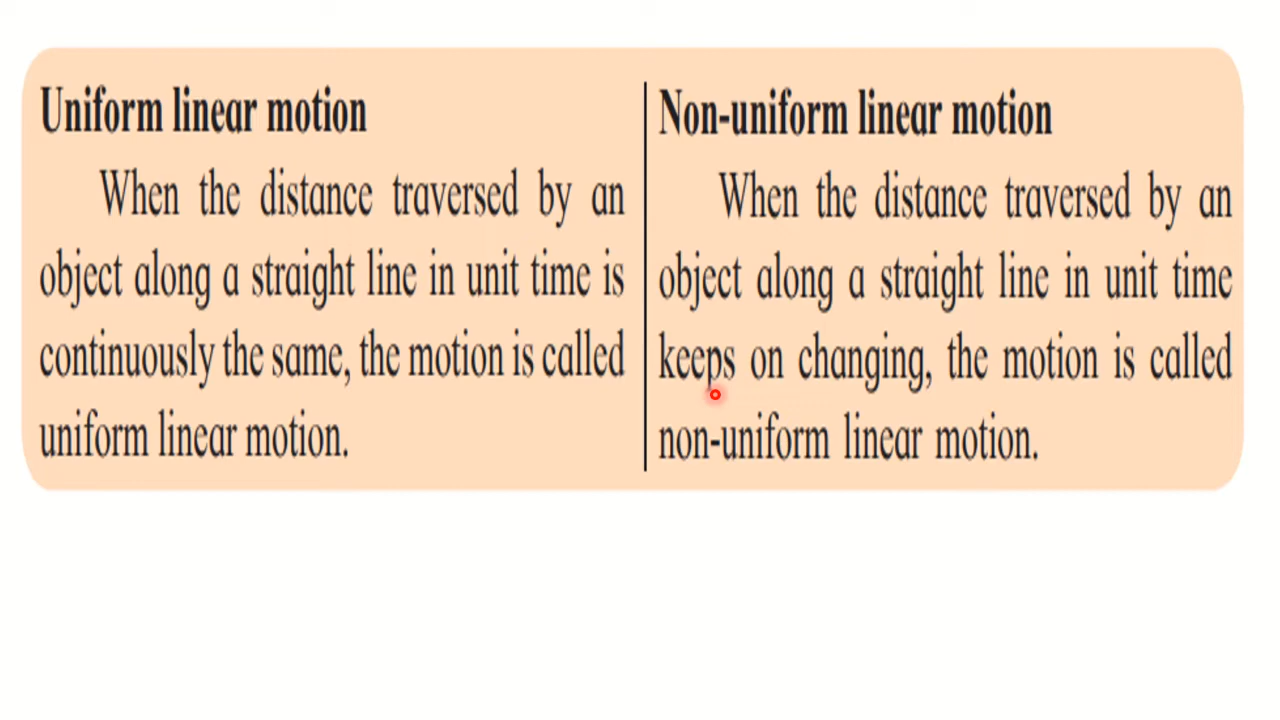 Uniform linear motion
When the distance traversed by an
object along a straight line in unit time is
continuously the same, the motion is called
uniform linear motion.
Non-uniform linear motion
When the distance traversed by an
object along a straight line in unit time
keeps on changing, the motion is called
non-uniform linear motion.